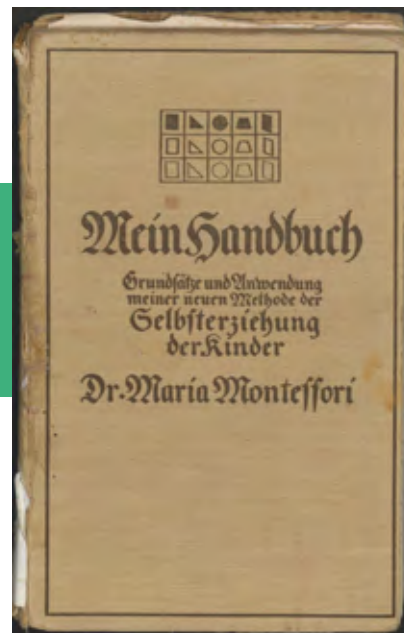 Mein Handbuch
Grundsätze und Anwendung
meiner neuen Methode der
Selbsterziehung
der Kinder
Dr. Maria Montessori